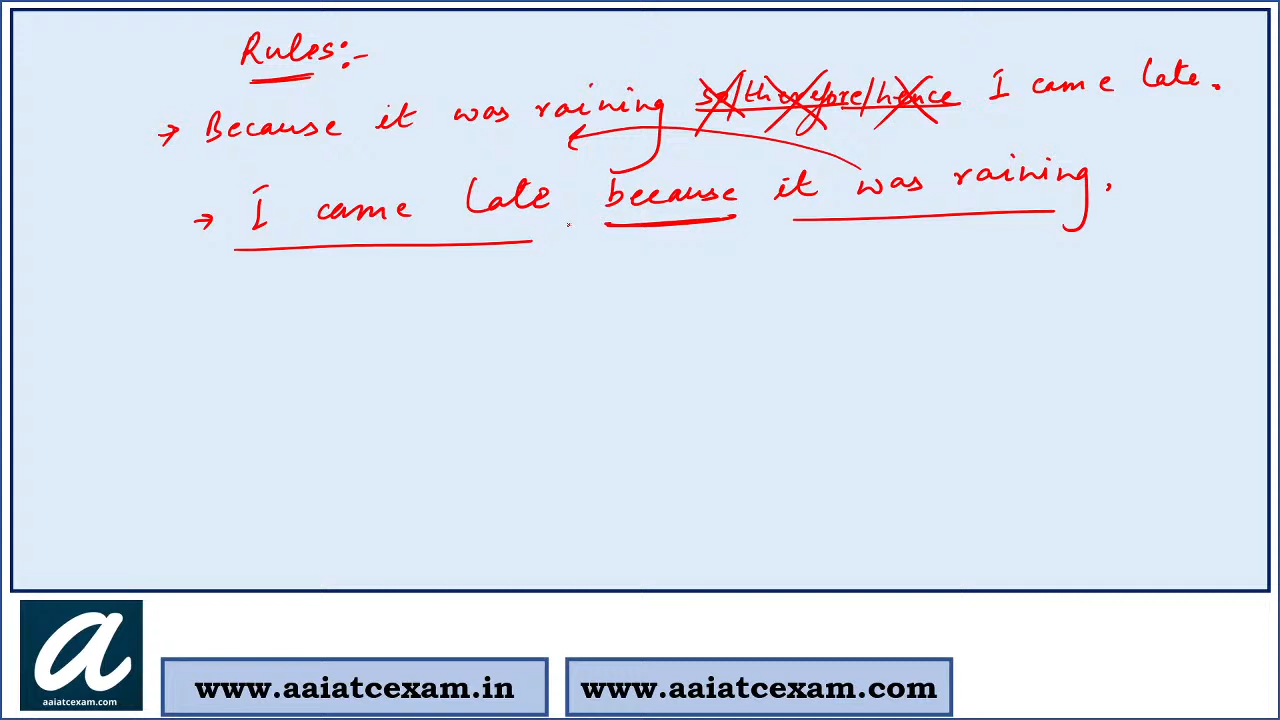 Rules:-
→ Because it was raining so/therefore/hence I came late.
→ I came late because it was raining.
a
aaiatcexam.com
www.aaiatcexam.in
www.aaiatcexam.com